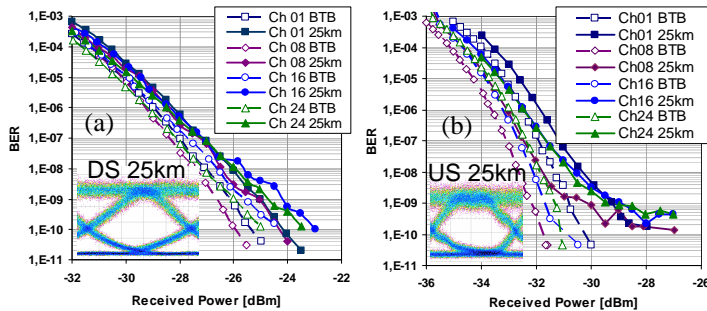 1,E-03
1,E-04
1,E-05
1,E-06
1,E-07
1,E-08
1,E-09
1,E-10
1,E-11
BER
-32
-30
-28
-26
-24
-22
Received Power [dBm]
(a)
DS 25km
Ch 01 BTB
Ch 01 25km
Ch 08 BTB
Ch 08 25km
Ch 16 BTB
Ch 16 25km
Ch 24 BTB
Ch 24 25km
1,E-03
1,E-04
1,E-05
1,E-06
1,E-07
1,E-08
1,E-09
1,E-10
1,E-11
BER
-36
-34
-32
-30
-28
-26
Received Power [dBm]
(b)
US 25km
Ch01 BTB
Ch01 25km
Ch08 BTB
Ch08 25km
Ch16 BTB
Ch16 25km
Ch24 BTB
Ch24 25km